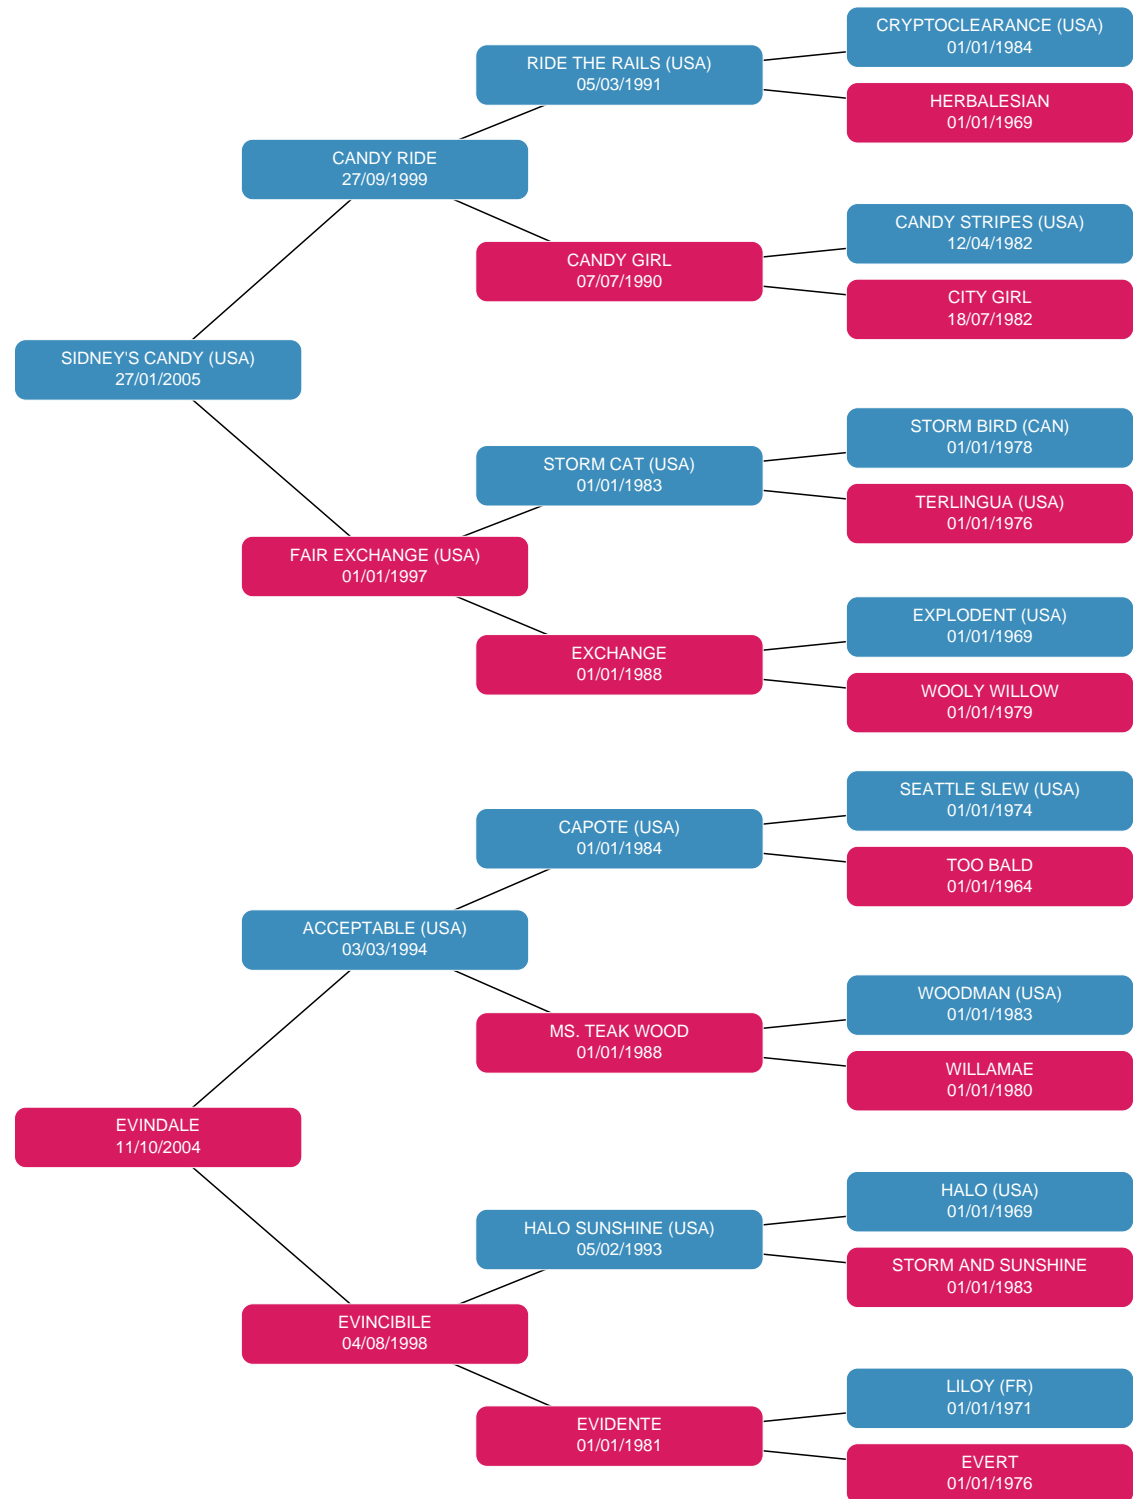 CRYPTOCLEARANCE (USA)
01/01/1984
RIDE THE RAILS (USA)
05/03/1991
HERBALESIAN
01/01/1969
CANDY RIDE
27/09/1999
CANDY STRIPES (USA)
12/04/1982
CANDY GIRL
07/07/1990
CITY GIRL
18/07/1982
SIDNEY'S CANDY (USA)
27/01/2005
STORM BIRD (CAN)
01/01/1978
STORM CAT (USA)
01/01/1983
TERLINGUA (USA)
01/01/1976
FAIR EXCHANGE (USA)
01/01/1997
EXPLODENT (USA)
01/01/1969
EXCHANGE
01/01/1988
WOOLY WILLOW
01/01/1979
SEATTLE SLEW (USA)
01/01/1974
CAPOTE (USA)
01/01/1984
TOO BALD
01/01/1964
ACCEPTABLE (USA)
03/03/1994
WOODMAN (USA)
01/01/1983
MS. TEAK WOOD
01/01/1988
WILLAMAE
01/01/1980
EVINDALE
11/10/2004
HALO (USA)
01/01/1969
HALO SUNSHINE (USA)
05/02/1993
STORM AND SUNSHINE
01/01/1983
EVINCIBILE
04/08/1998
LILOY (FR)
01/01/1971
EVIDENTE
01/01/1981
EVERT
01/01/1976